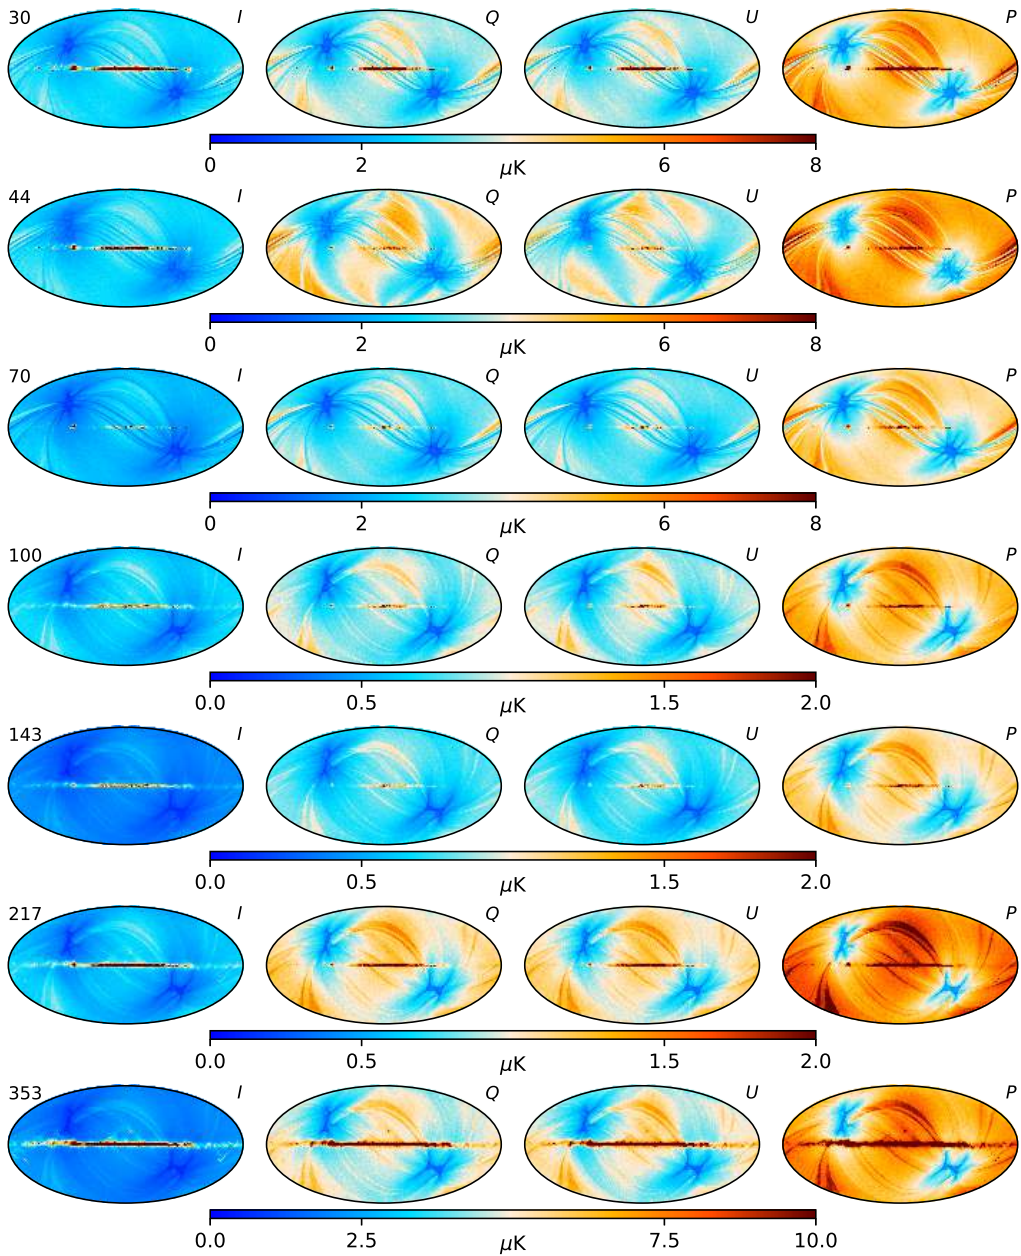 30 I Q U P
0 2 6 8
μK
44 I Q U P
0 2 6 8
μK
70 I Q U P
0 2 6 8
μK
100 I Q U P
0.0 0.5 1.5 2.0
μK
143 I Q U P
0.0 0.5 1.5 2.0
μK
217 I Q U P
0.0 0.5 1.5 2.0
μK
353 I Q U P
0.0 2.5 7.5 10.0
μK